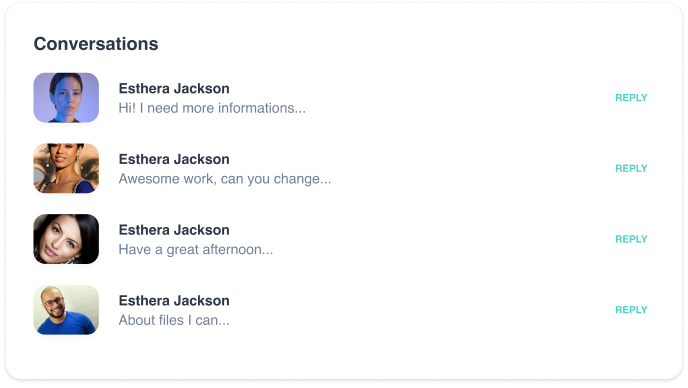 Conversations
Esthera Jackson
Hi! I need more informations...
REPLY
Esthera Jackson
Awesome work, can you change...
REPLY
Esthera Jackson
Have a great afternoon...
REPLY
Esthera Jackson
About files I can...
REPLY